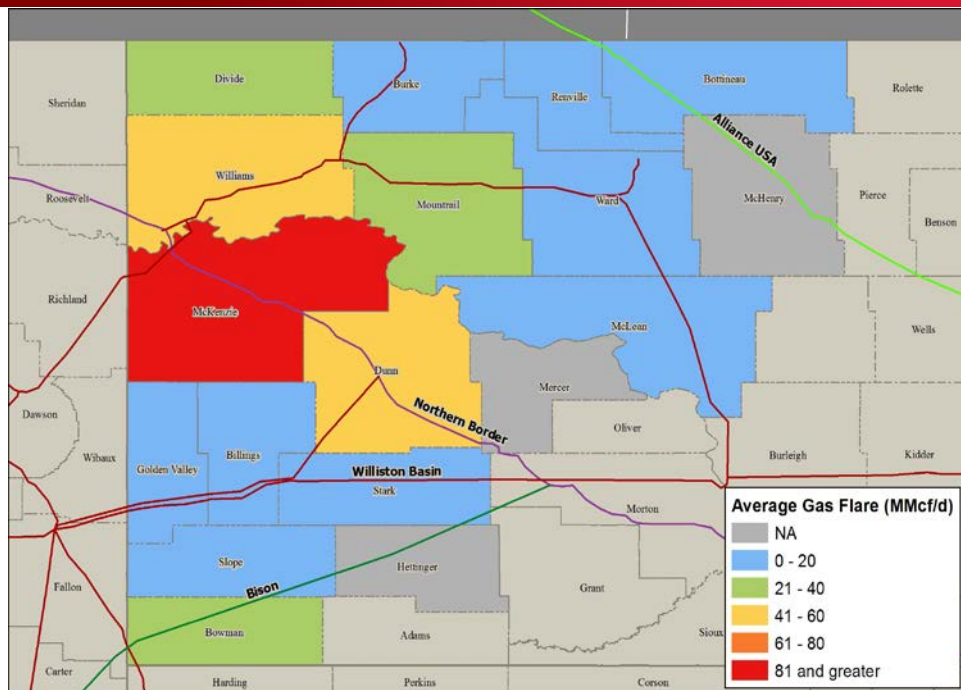 Divide
Burke
Renville
Bottineau
Rolette
Sheridan
Alliance USA
Williams
Roosevelt
Mountrail
Ward
McHenry
Pierce
Benson
Richland
McKenzie
McLean
Wells
Dunn
Mercer
Dawson
Northern Border
Oliver
Wibaux
Golden Valley
Billings
Williston Basin
Stark
Burleigh
Kidder
Morton
Slope
Hettinger
Bison
Fallon
Grant
Bowman
Adams
Sioux
Carter
Harding
Perkins
Corson
Average Gas Flare (MMcf/d)
NA
0 - 20
21 - 40
41 - 60
61 - 80
81 and greater